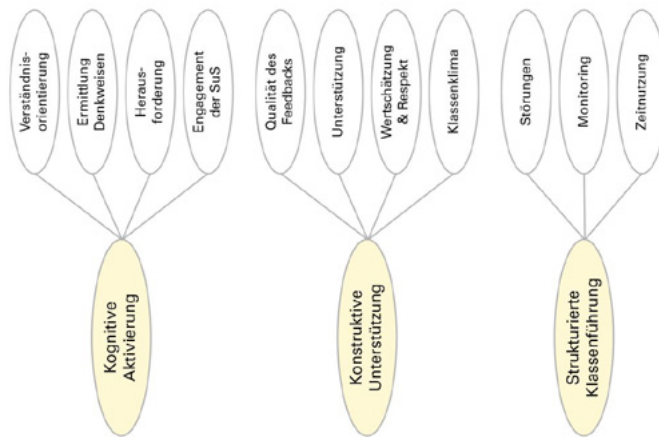 Verständnis-
orientierung
Ermittlung
Denkweisen
Heraus-
forderung
Engagement
der SuS
Qualität des
Feedbacks
Unterstützung
Wertschätzung
& Respekt
Klassenklima
Störungen
Monitoring
Zeitnutzung
Kognitive
Aktivierung
Konstruktive
Unterstützung
Strukturierte
Klassenführung